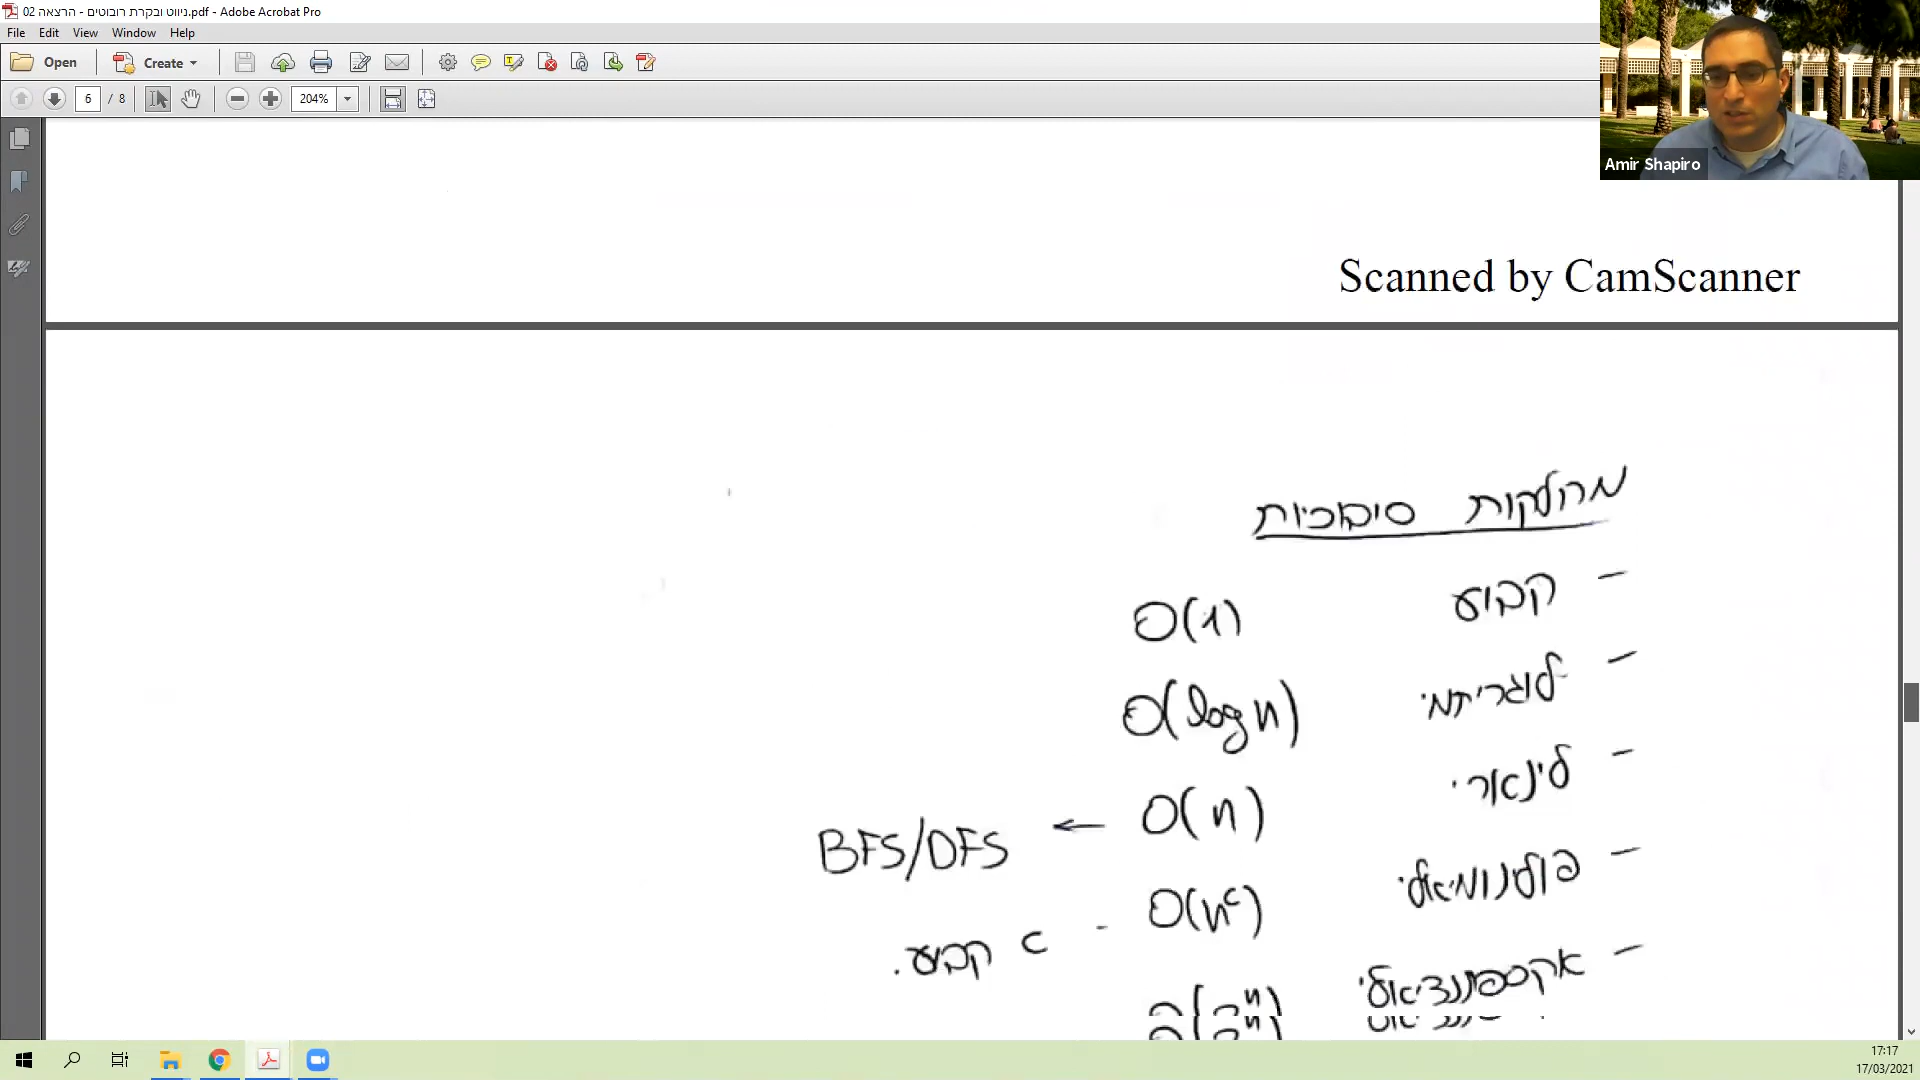 ניווט ובקרת רובוטים - הרצאה 02.pdf - Adobe Acrobat Pro
File Edit View Window Help
Open Create
6 / 8 204%
Amir Shapiro
Scanned by CamScanner
מחלקות סיבוכיות
– קבוע O(1)
– לוגריתמי O(log n)
– לינארי O(n) ← BFS/DFS
– פולינומיאלי O(n^c) - c קבוע.
– אקספוננציאלי O(2^n)
17:17
17/03/2021